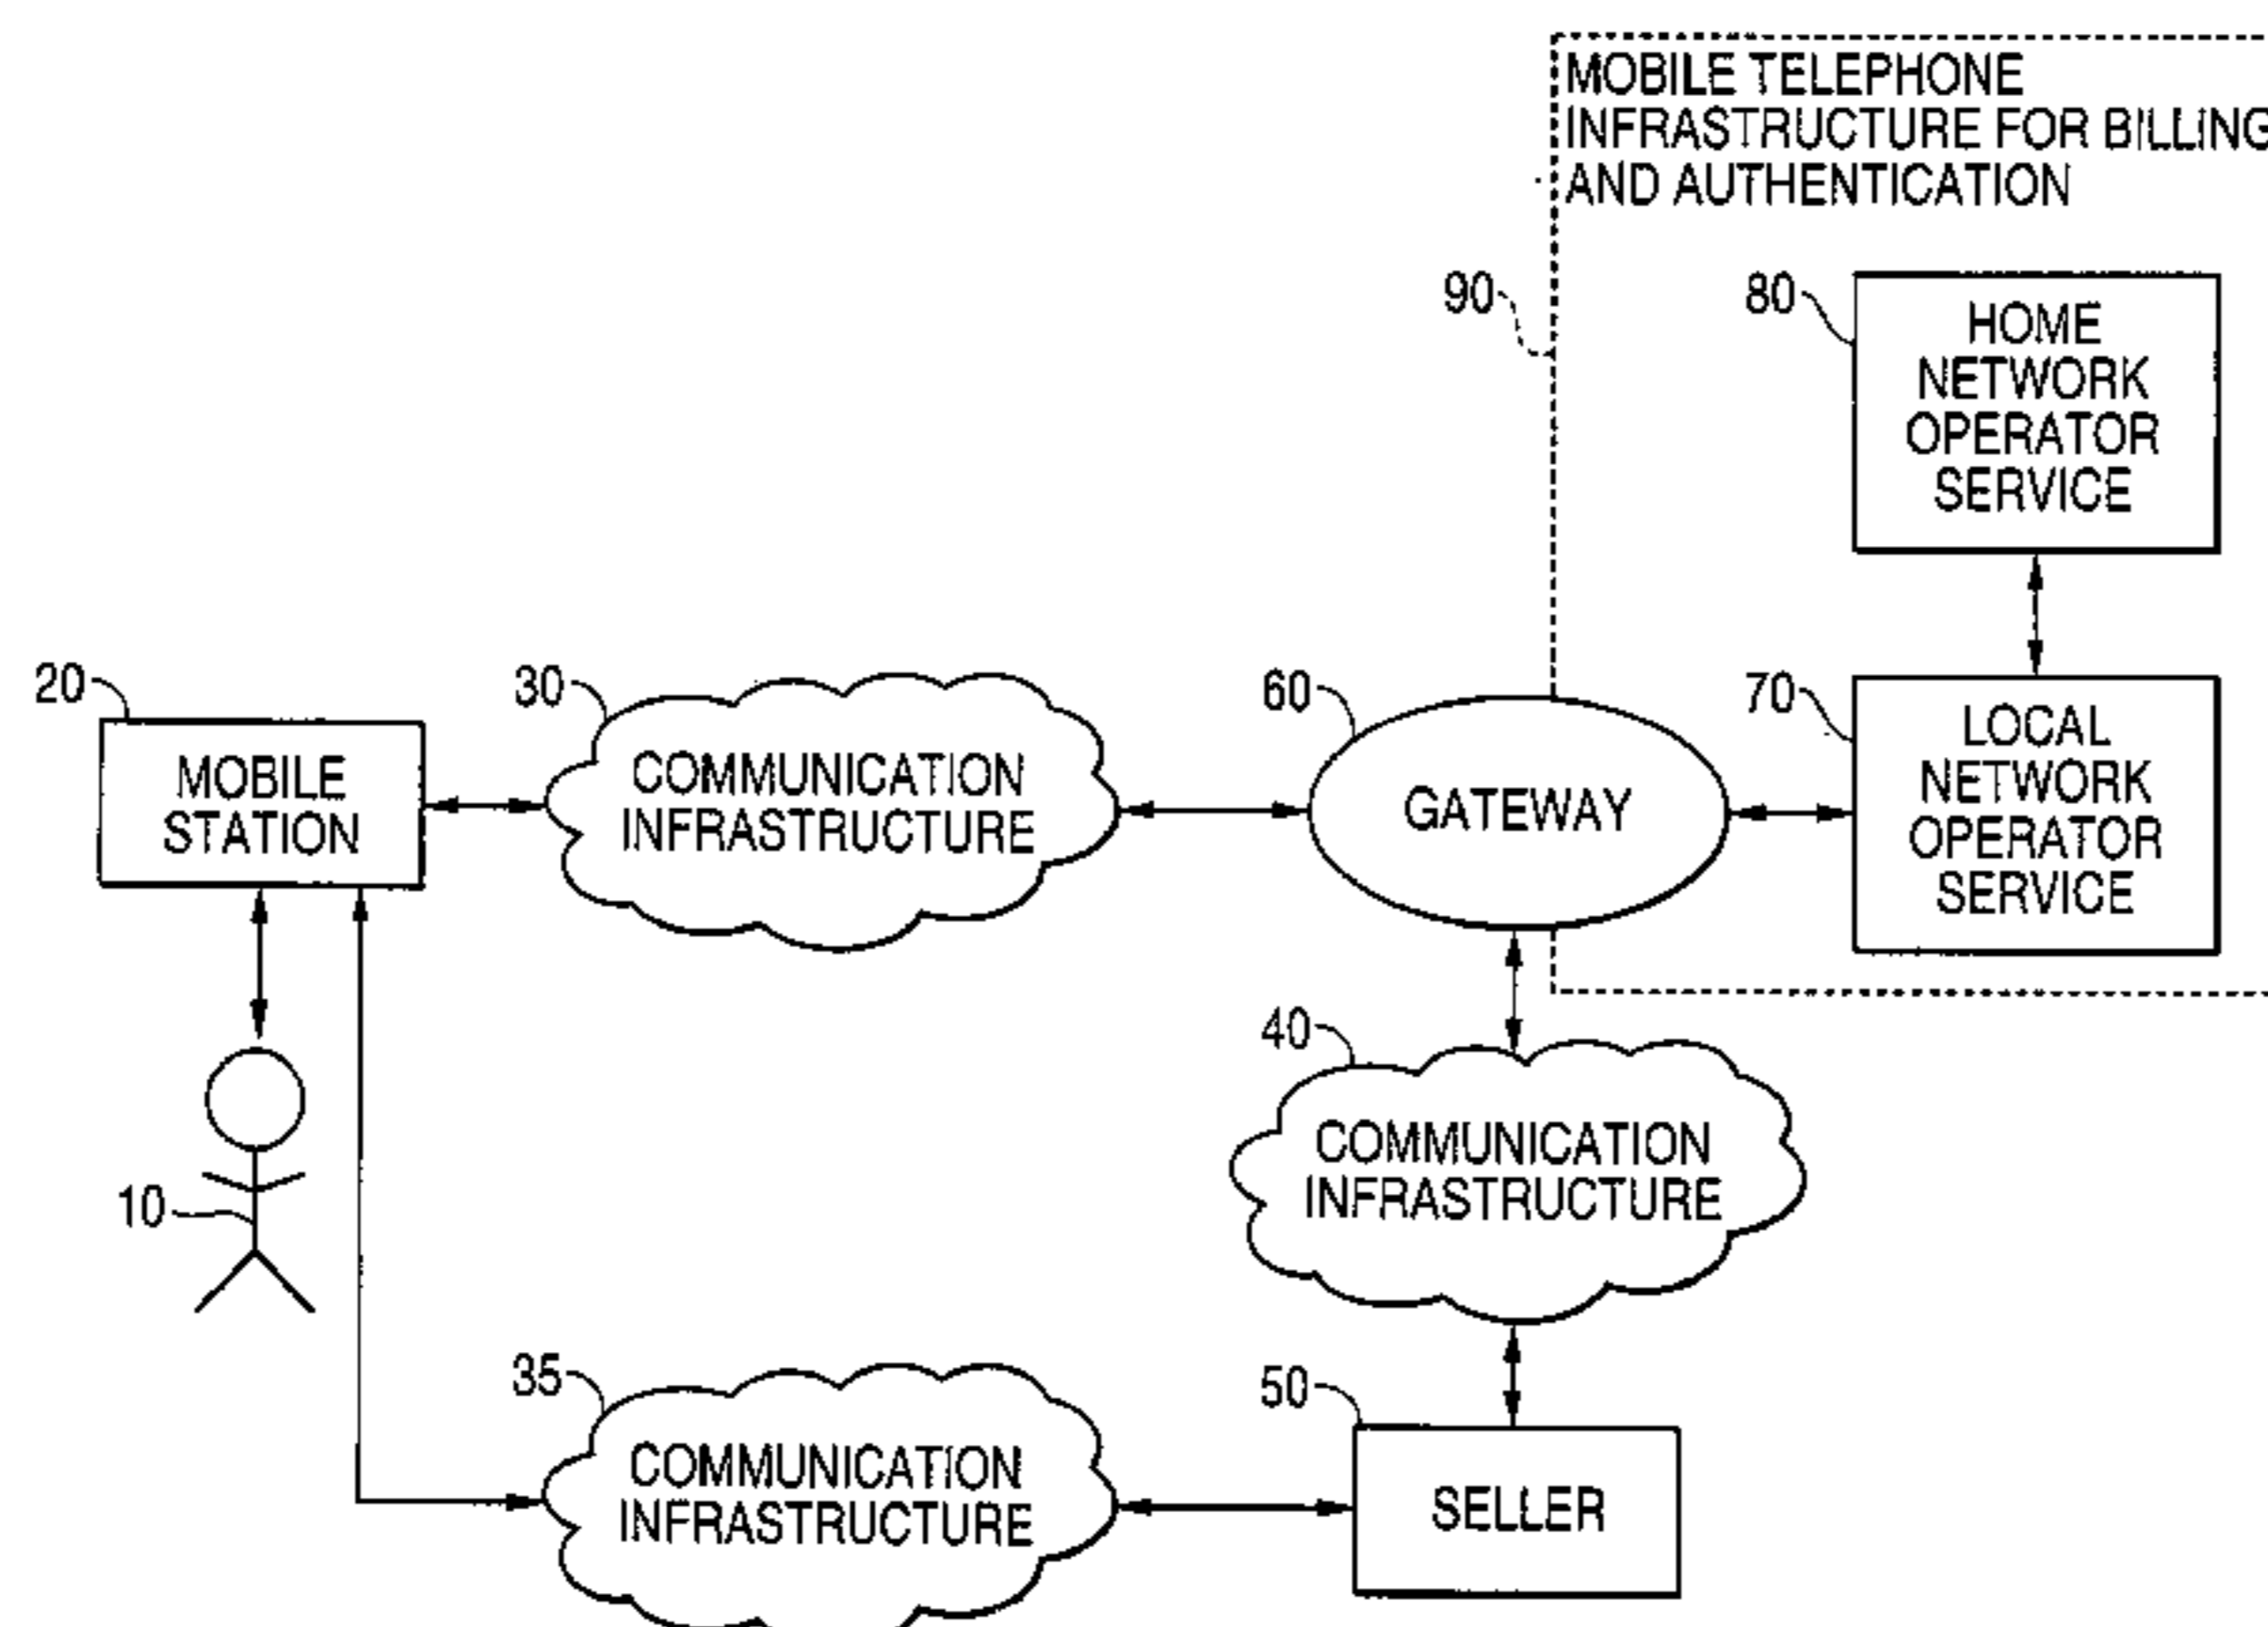 MOBILE TELEPHONE
INFRASTRUCTURE FOR BILLING
AND AUTHENTICATION
90
80
HOME
NETWORK
OPERATOR
SERVICE
20
30
60
70
MOBILE
STATION
COMMUNICATION
INFRASTRUCTURE
GATEWAY
LOCAL
NETWORK
OPERATOR
SERVICE
40
COMMUNICATION
INFRASTRUCTURE
10
35
50
COMMUNICATION
INFRASTRUCTURE
SELLER